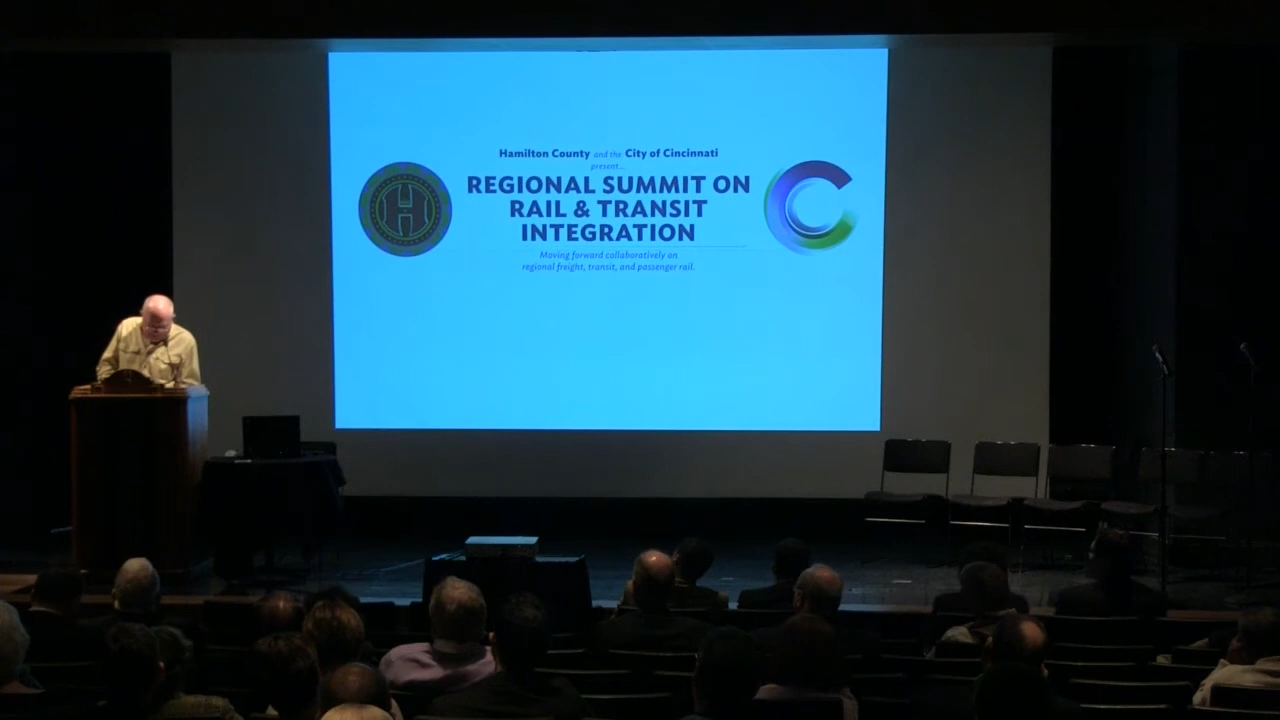 Hamilton County and the City of Cincinnati
present...
REGIONAL SUMMIT ON
RAIL & TRANSIT
INTEGRATION
Moving forward collaboratively on
regional freight, transit, and passenger rail.
H
C